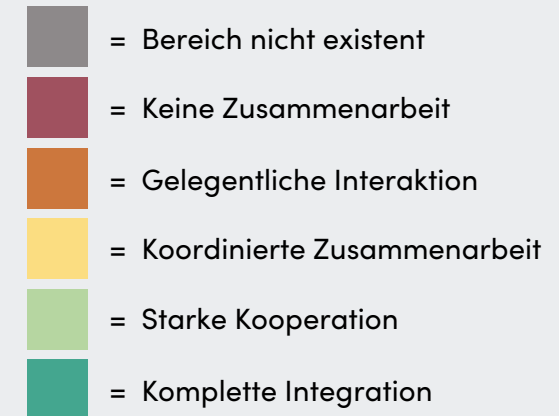 = Bereich nicht existent
= Keine Zusammenarbeit
= Gelegentliche Interaktion
= Koordinierte Zusammenarbeit
= Starke Kooperation
= Komplette Integration